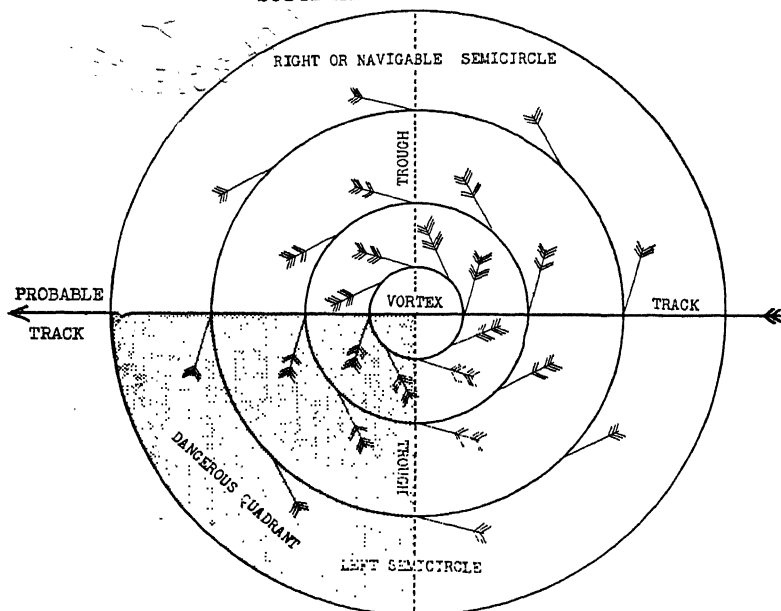 RIGHT OR NAVIGABLE SEMICIRCLE
TROUGH
PROBABLE
TRACK
VORTEX
TRACK
DANGEROUS QUADRANT
TROUGH
LEFT SEMICIRCLE